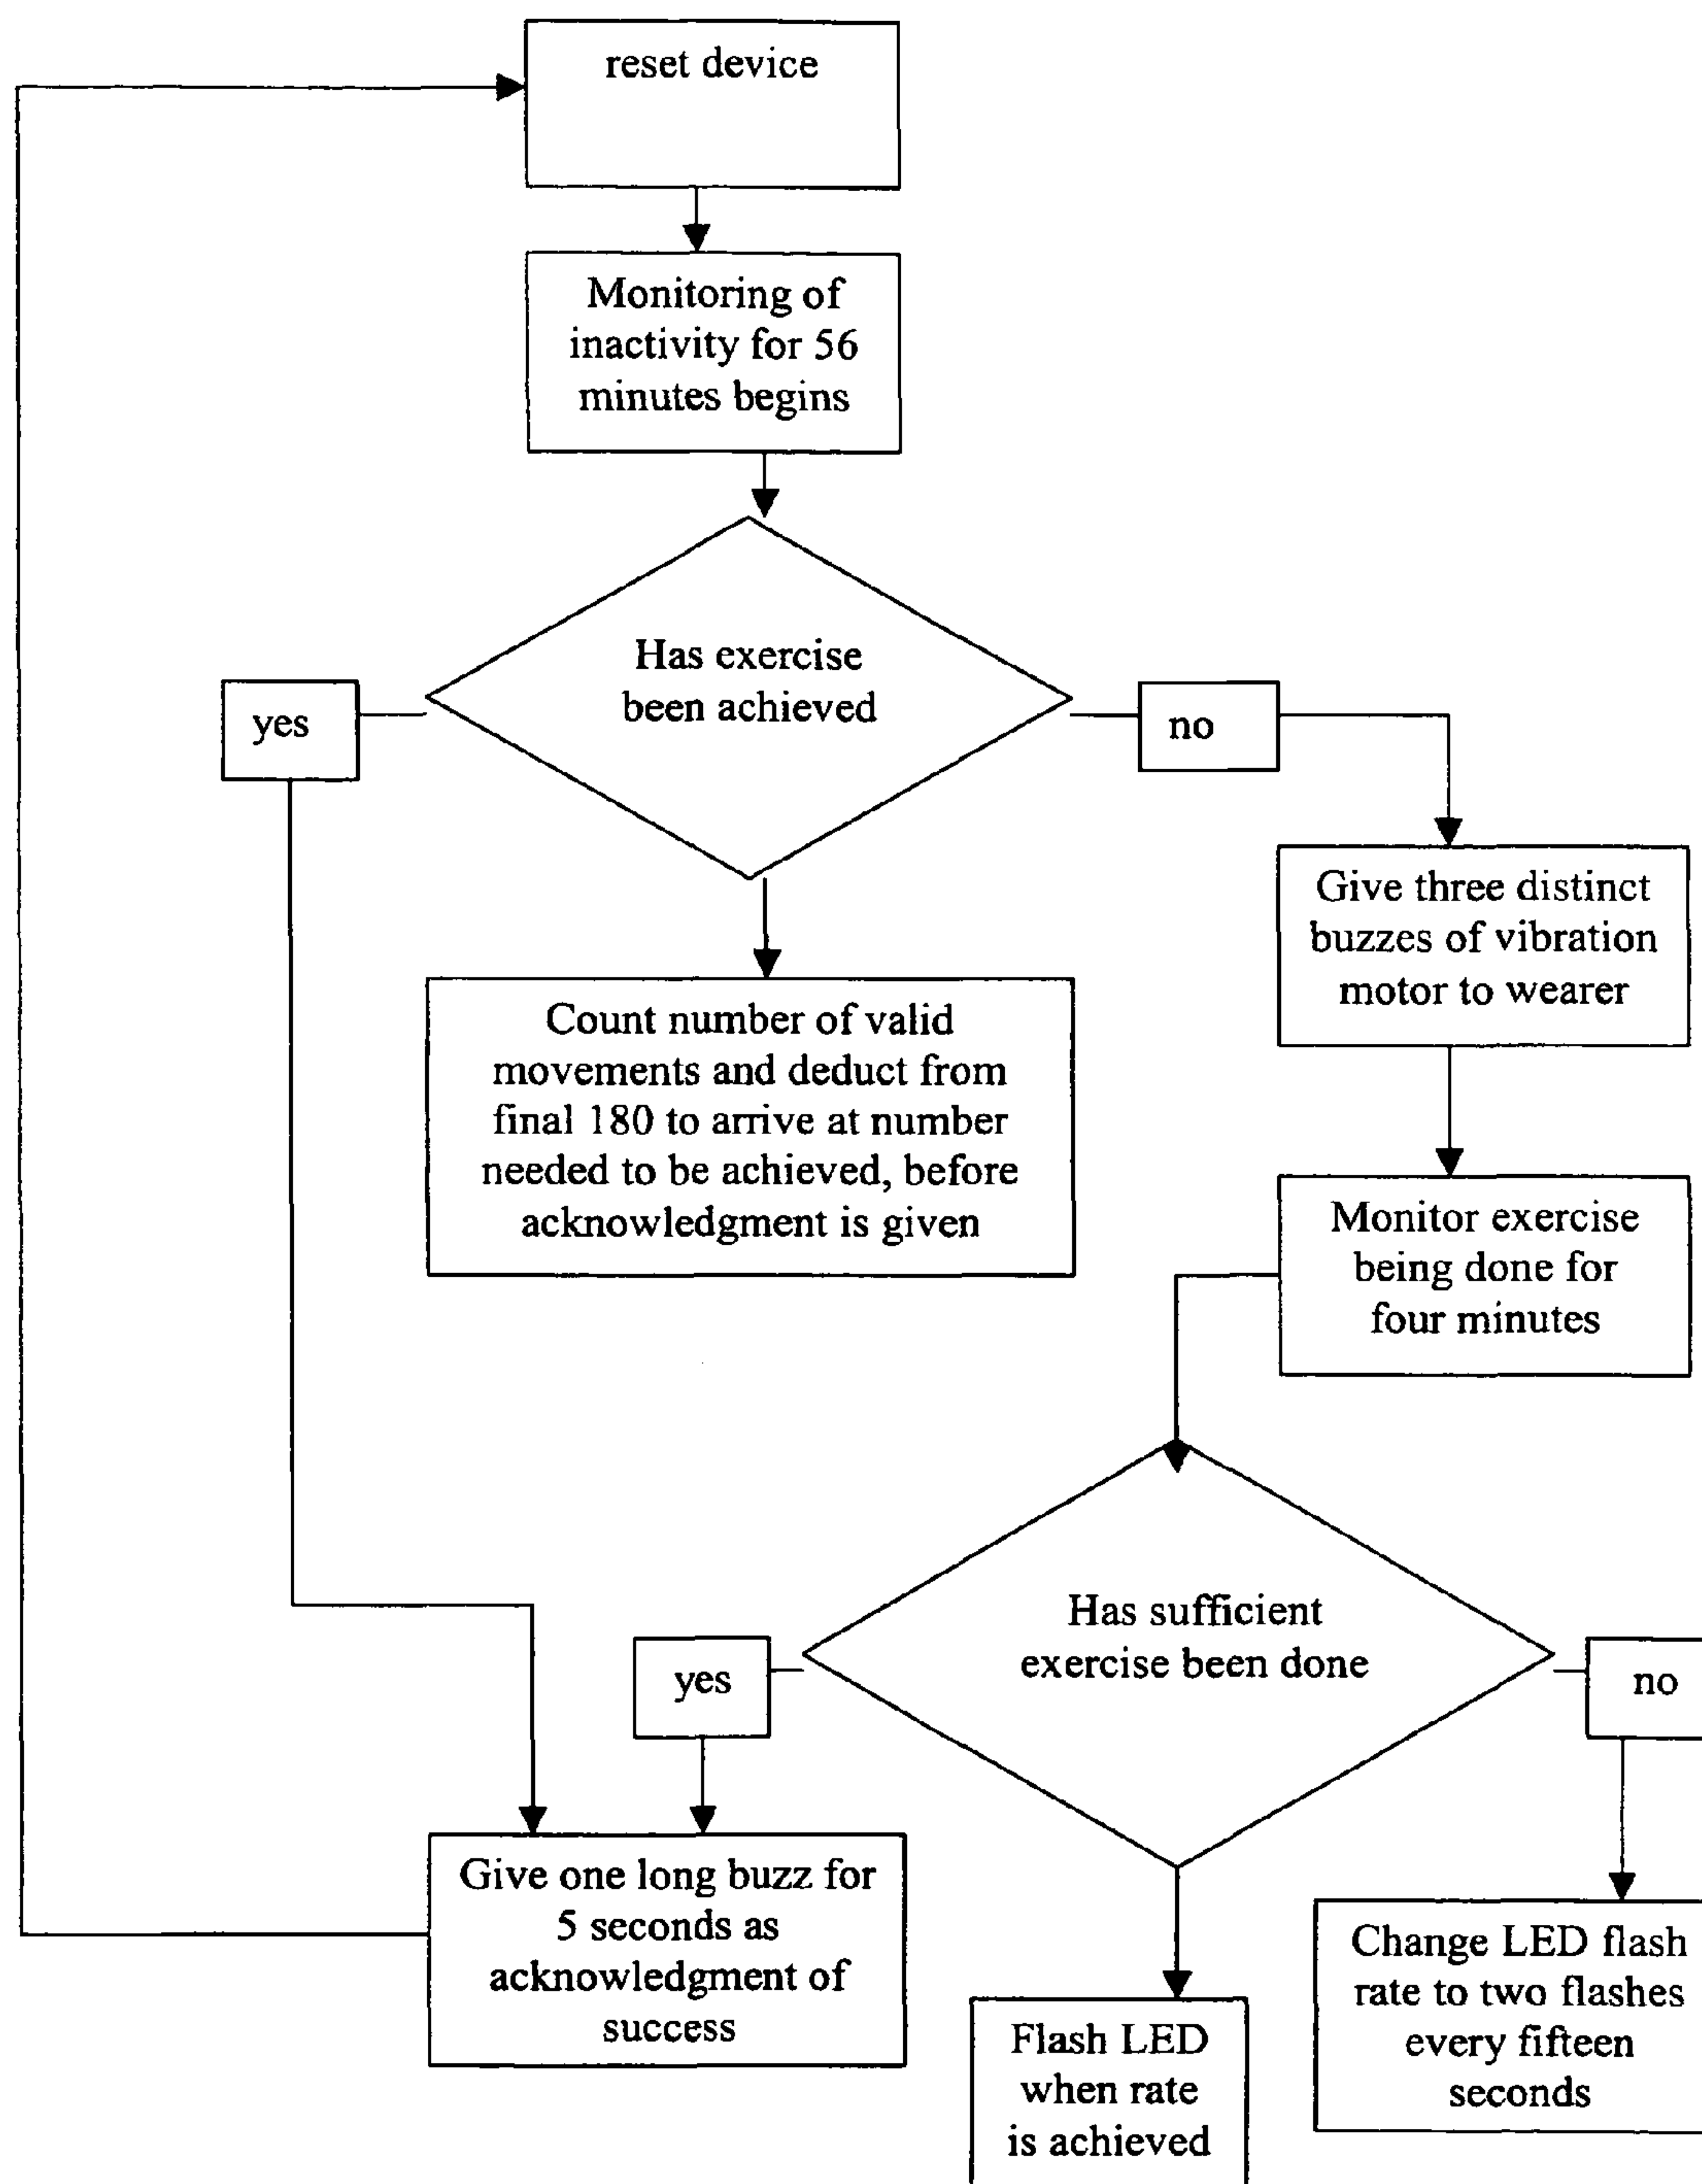 reset device
Monitoring of
inactivity for 56
minutes begins
Has exercise
been achieved
yes
no
Give three distinct
buzzes of vibration
motor to wearer
Count number of valid
movements and deduct from
final 180 to arrive at number
needed to be achieved, before
acknowledgment is given
Monitor exercise
being done for
four minutes
Has sufficient
exercise been done
yes
no
Give one long buzz for
5 seconds as
acknowledgment of
success
Change LED flash
rate to two flashes
every fifteen
seconds
Flash LED
when rate
is achieved